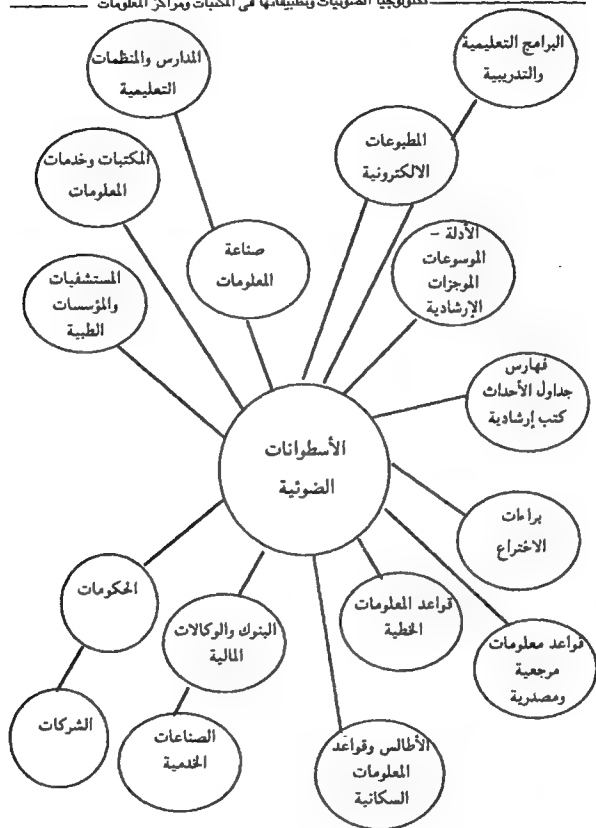 تكنولوجيا الضوئيات وتطبيقاتها فى المكتبات ومراكز المعلومات
البرامج التعليمية
والتدريبية
المدارس والمنظمات
التعليمية
المطبوعات
الالكترونية
المكتبات وخدمات
المعلومات
صناعة
المعلومات
الأدلة –
الموسوعات
الموجزات
الإرشادية
المستشفيات
والمؤسسات
الطبية
فهارس
جداول الأحداث
كتب إرشادية
الأسطوانات
الضوئية
براءات
الاختراع
الحكومات
البنوك والوكالات
المالية
قواعد المعلومات
الخطية
قواعد معلومات
مرجعية
ومصدرية
الشركات
الصناعات
الخدمية
الأطالس وقواعد
المعلومات
السكانية